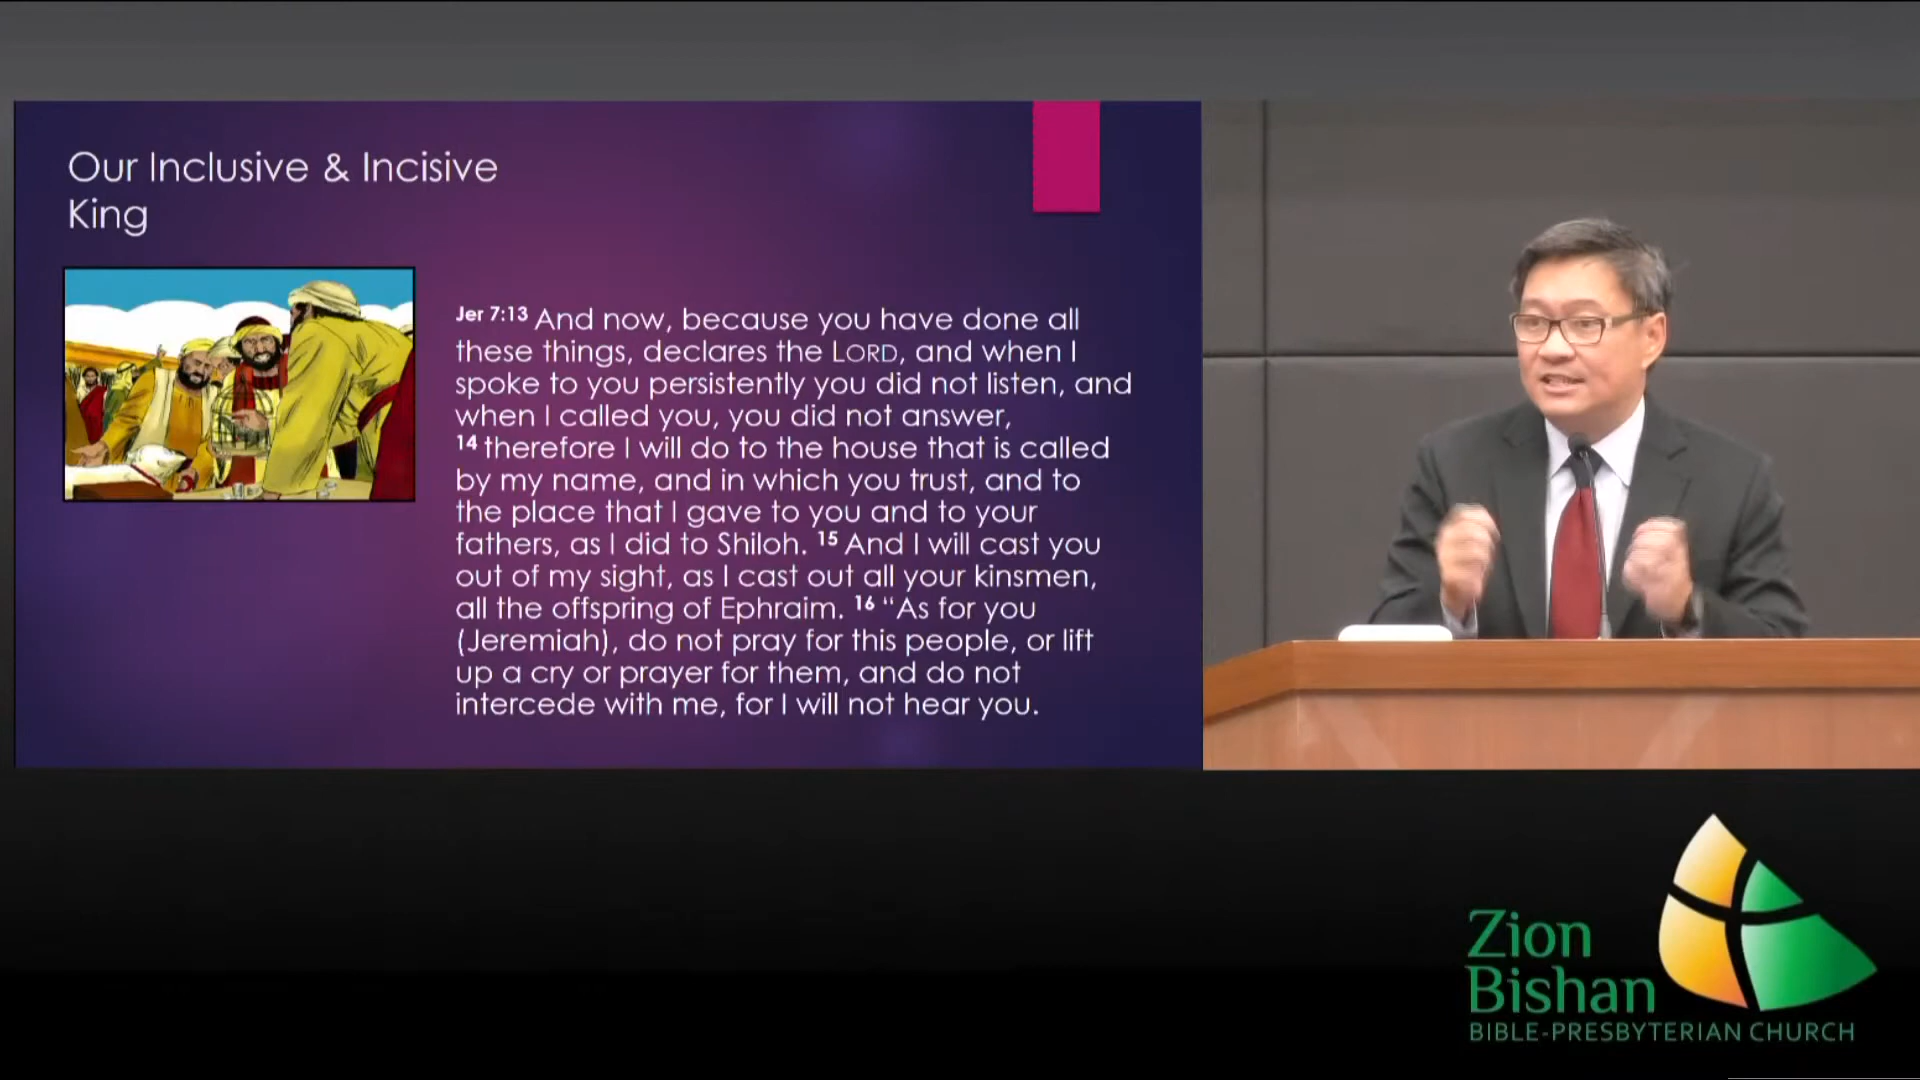 Our Inclusive & Incisive
King
Jer 7:13 And now, because you have done all
these things, declares the LORD, and when I
spoke to you persistently you did not listen, and
when I called you, you did not answer,
14 therefore I will do to the house that is called
by my name, and in which you trust, and to
the place that I gave to you and to your
fathers, as I did to Shiloh. 15 And I will cast you
out of my sight, as I cast out all your kinsmen,
all the offspring of Ephraim. 16 “As for you
(Jeremiah), do not pray for this people, or lift
up a cry or prayer for them, and do not
intercede with me, for I will not hear you.
Zion
Bishan
BIBLE-PRESBYTERIAN CHURCH